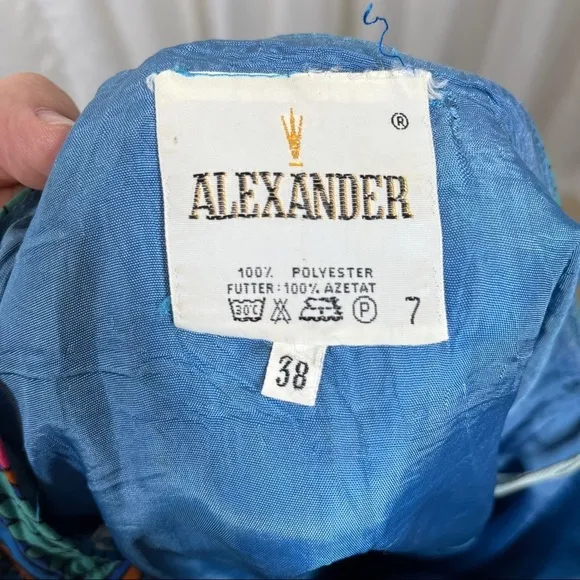 ®
ALEXANDER
100% POLYESTER
FUTTER: 100% AZETAT
30°C P 7
38